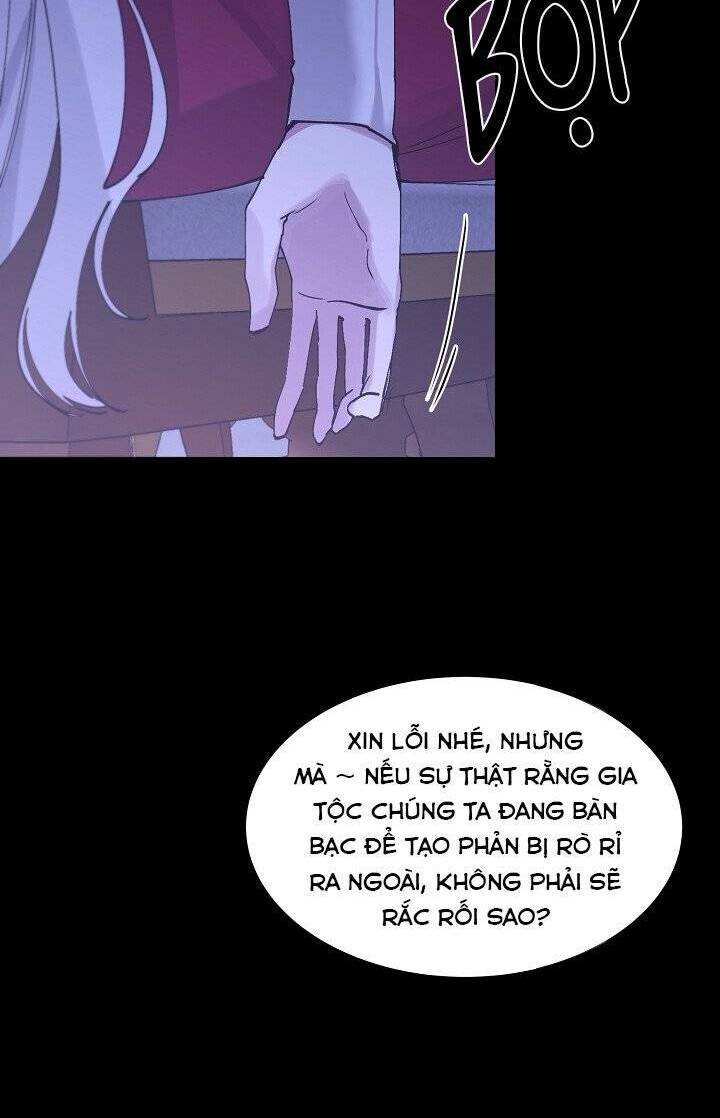 BỘP
XIN LỖI NHÉ, NHƯNG
MÀ ~ NẾU SỰ THẬT RẰNG GIA
TỘC CHÚNG TA ĐANG BÀN
BẠC ĐỂ TẠO PHẢN BỊ RÒ RỈ
RA NGOÀI, KHÔNG PHẢI SẼ
RẮC RỐI SAO?